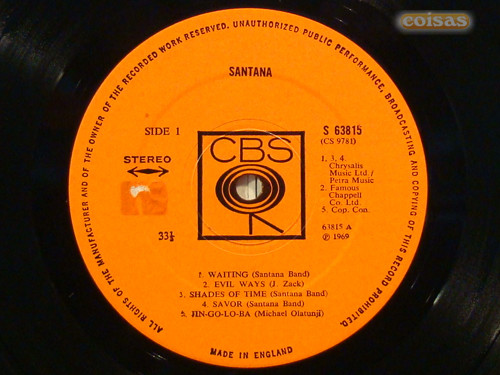 coisas
ALL RIGHTS OF THE MANUFACTURER AND OF THE OWNER OF THE RECORDED WORK RESERVED. UNAUTHORIZED PUBLIC PERFORMANCE, BROADCASTING AND COPYING OF THIS RECORD PROHIBITED.
SANTANA
SIDE 1
STEREO
33⅓
CBS
S 63815
(CS 9781)
1, 3, 4.
Chrysalis
Music Ltd./
Petra Music
2. Famous
Chappell
Co. Ltd.
5. Cop. Con.
63815 A
℗ 1969
1. WAITING (Santana Band)
2. EVIL WAYS (J. Zack)
3. SHADES OF TIME (Santana Band)
4. SAVOR (Santana Band)
5. JIN-GO-LO-BA (Michael Olatunji)
MADE IN ENGLAND